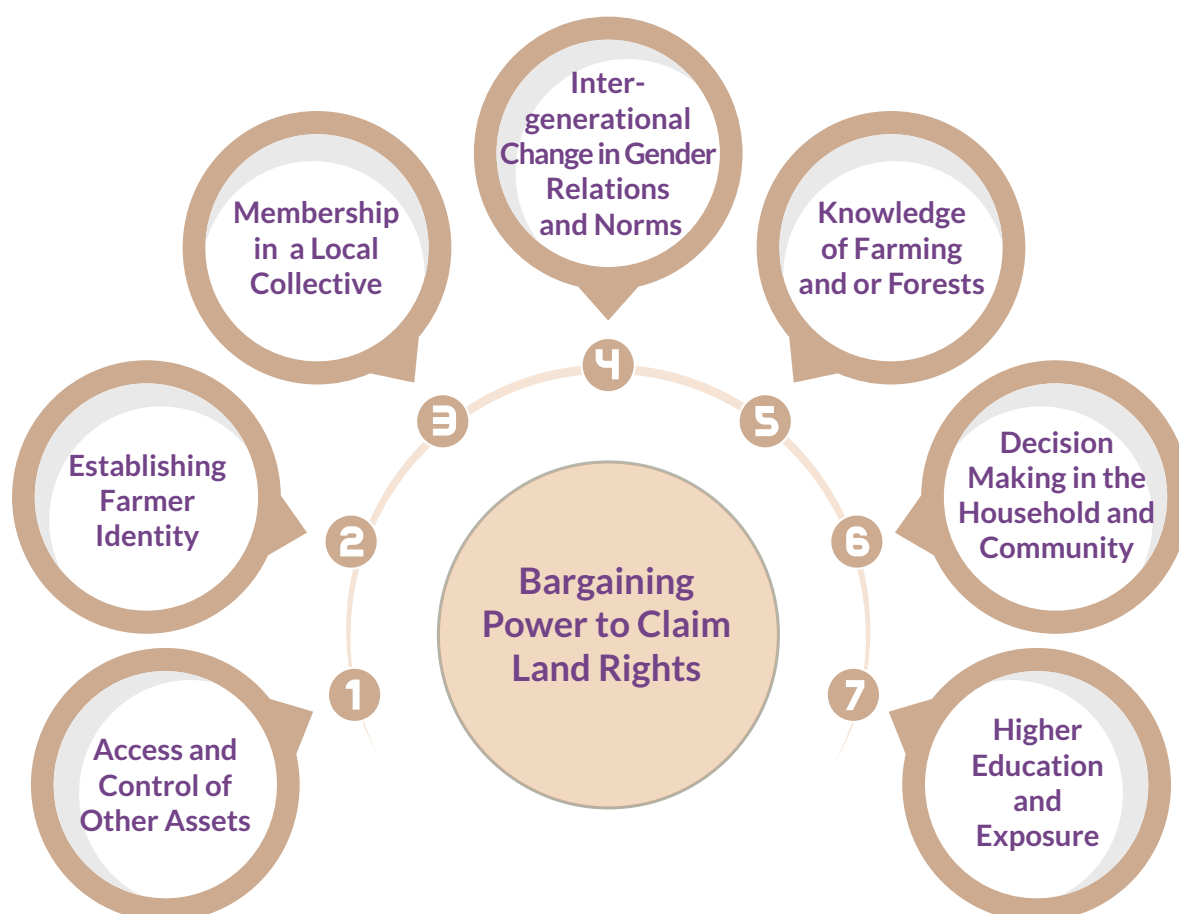 Access and
Control of
Other Assets
1
Establishing
Farmer
Identity
2
Membership
in a Local
Collective
3
Inter-
generational
Change in Gender
Relations
and Norms
4
Knowledge
of Farming
and or Forests
5
Decision
Making in the
Household and
Community
6
Higher
Education
and
Exposure
7
Bargaining
Power to Claim
Land Rights